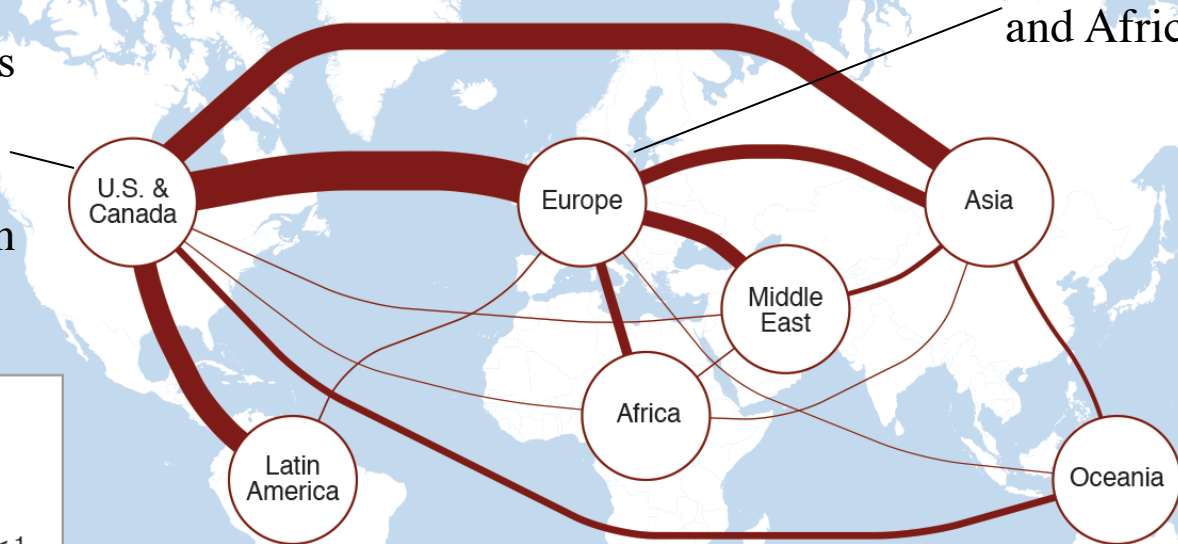 and Afric
s
n
U.S. &
Canada
Europe
Asia
Middle
East
Africa
Latin
America
Oceania